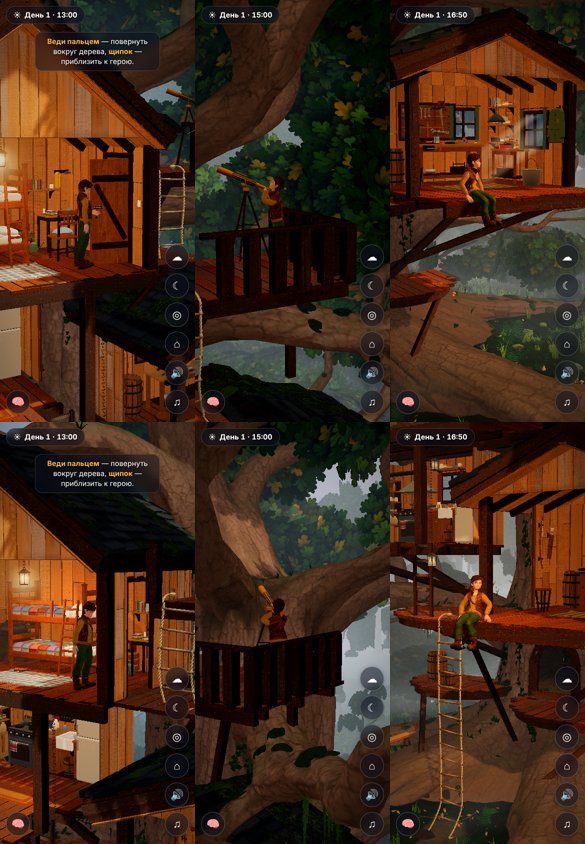 День 1 · 13:00
Веди пальцем — повернуть
вокруг дерева, щипок —
приблизить к герою.
День 1 · 15:00
День 1 · 16:50
День 1 · 13:00
Веди пальцем — повернуть
вокруг дерева, щипок —
приблизить к герою.
День 1 · 15:00
День 1 · 16:50